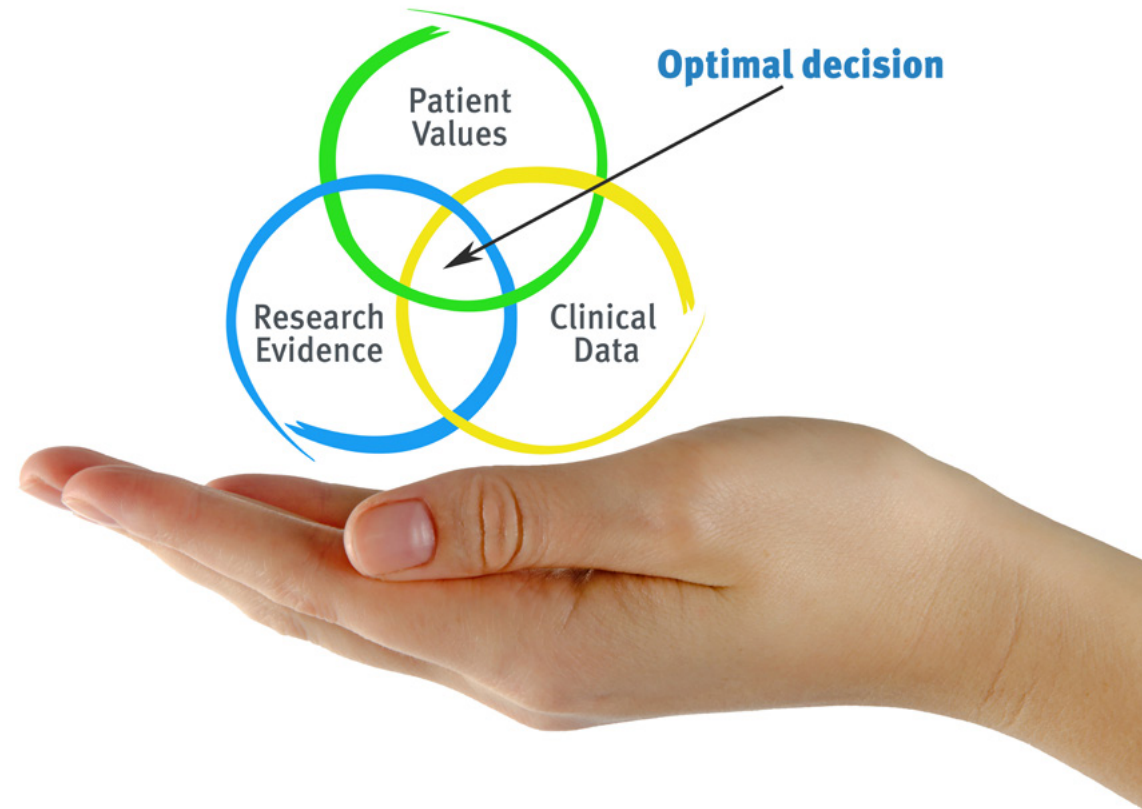 Optimal decision
Patient
Values
Research
Evidence
Clinical
Data